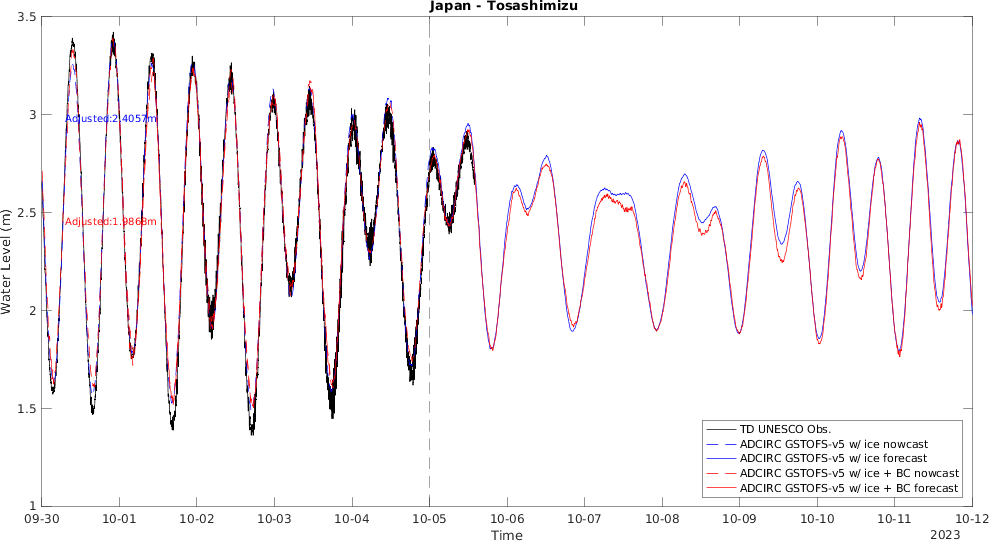 Japan - Tosashimizu
Water Level (m)
3.5
3
2.5
2
1.5
1
Adjusted:2.4057m
Adjusted:1.9868m
TD UNESCO Obs.
ADCIRC GSTOFS-v5 w/ ice nowcast
ADCIRC GSTOFS-v5 w/ ice forecast
ADCIRC GSTOFS-v5 w/ ice + BC nowcast
ADCIRC GSTOFS-v5 w/ ice + BC forecast
09-30 10-01 10-02 10-03 10-04 10-05 10-06 10-07 10-08 10-09 10-10 10-11 10-12
Time
2023